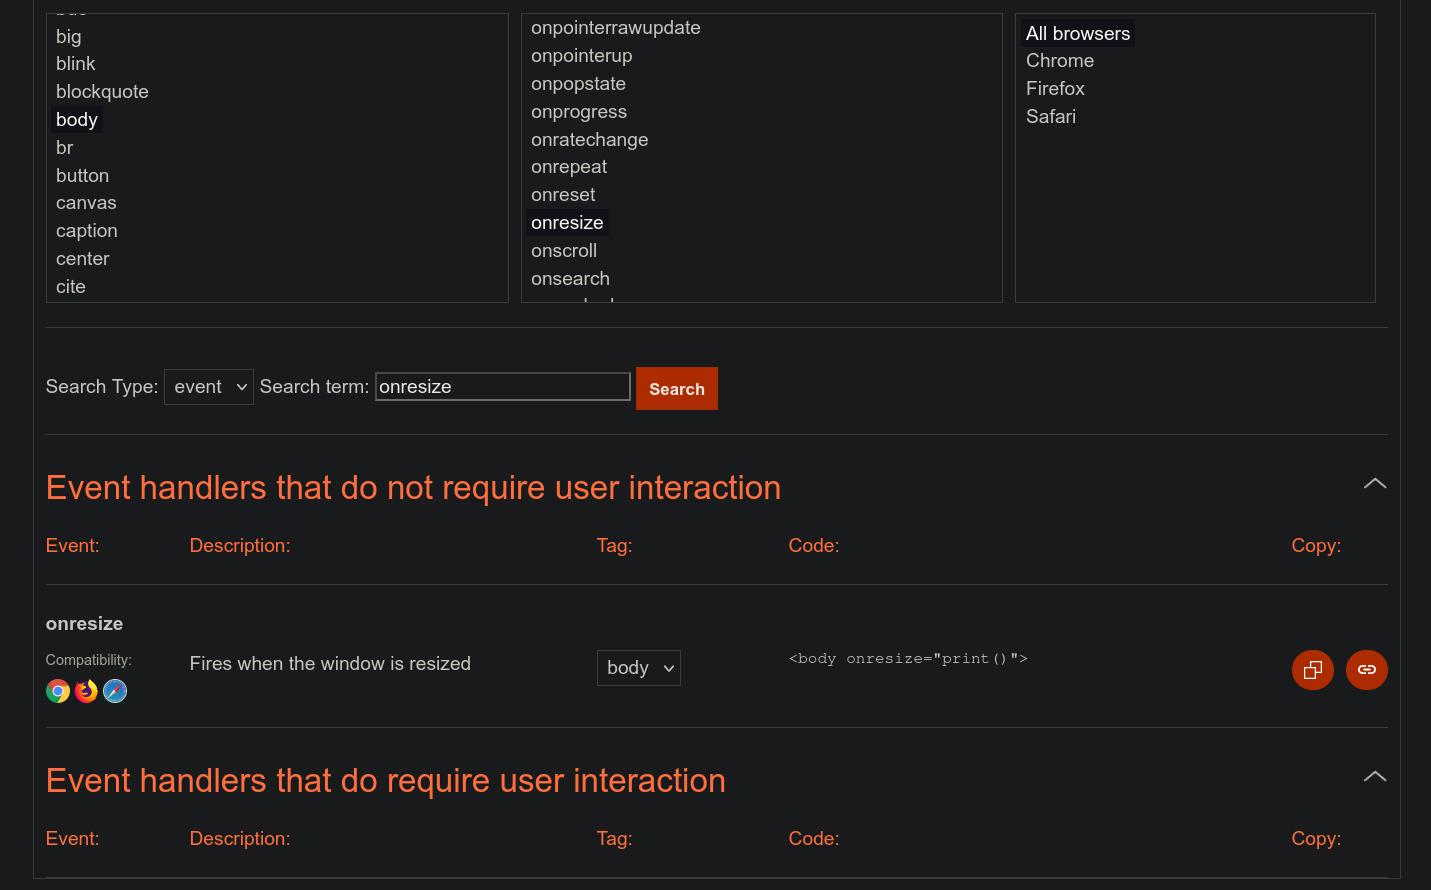 big
blink
blockquote
body
br
button
canvas
caption
center
cite
onpointerrawupdate
onpointerup
onpopstate
onprogress
onratechange
onrepeat
onreset
onresize
onscroll
onsearch
All browsers
Chrome
Firefox
Safari
Search Type: event Search term: onresize Search
Event handlers that do not require user interaction
Event: Description: Tag: Code: Copy:
onresize
Compatibility:
Fires when the window is resized
body
<body onresize="print()">
Event handlers that do require user interaction
Event: Description: Tag: Code: Copy: